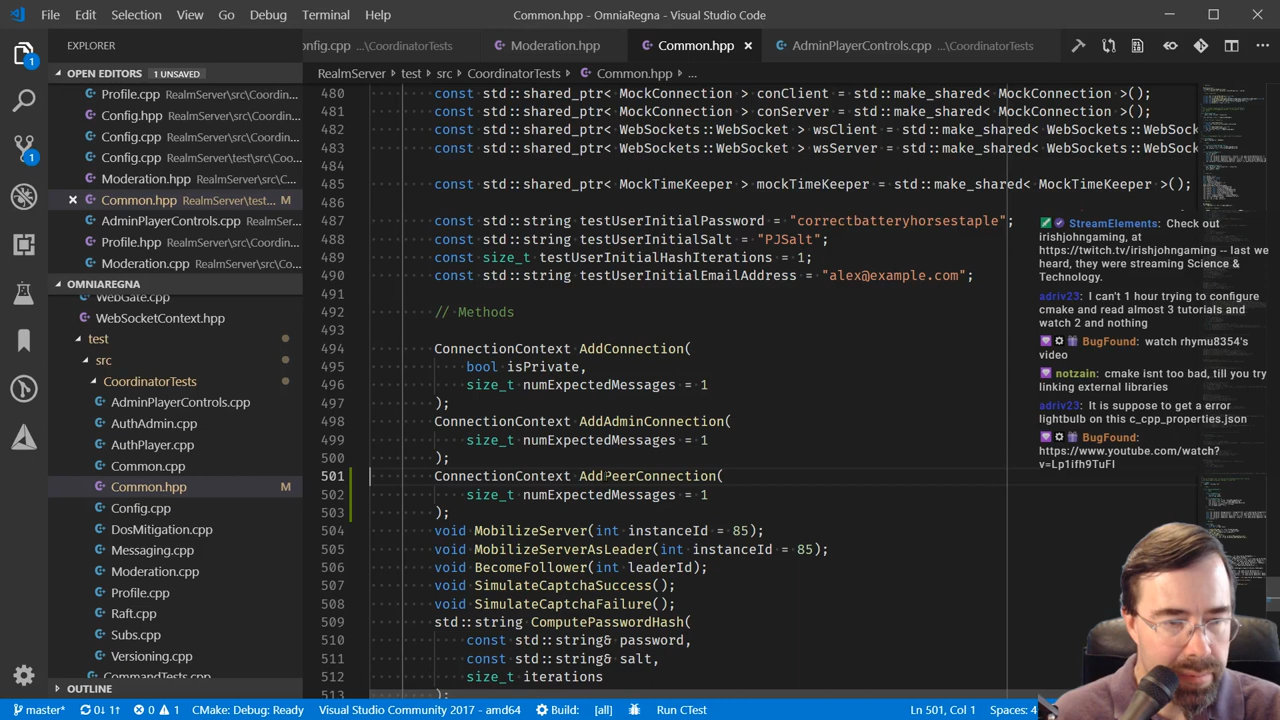 File Edit Selection View Go Debug Terminal Help
Common.hpp - OmniaRegna - Visual Studio Code
EXPLORER
onfig.cpp ...\CoordinatorTests
Moderation.hpp
Common.hpp
AdminPlayerControls.cpp ...\CoordinatorTests
OPEN EDITORS 1 UNSAVED
RealmServer > test > src > CoordinatorTests > Common.hpp > ...
Profile.cpp RealmServer\src\Coordin...
Config.hpp RealmServer\src\Coordin...
Config.cpp RealmServer\src\Coordin...
Config.cpp RealmServer\test\src\Coo...
Moderation.hpp RealmServer\src\Co...
Common.hpp RealmServer\test... M
AdminPlayerControls.cpp RealmServ...
Profile.hpp RealmServer\src\Coordin...
Moderation.cpp RealmServer\src\Co...
OMNIAREGNA
WebGate.cpp
WebSocketContext.hpp
test
src
CoordinatorTests
AdminPlayerControls.cpp
AuthAdmin.cpp
AuthPlayer.cpp
Common.cpp
Common.hpp M
Config.cpp
DosMitigation.cpp
Messaging.cpp
Moderation.cpp
Profile.cpp
Raft.cpp
Subs.cpp
Versioning.cpp
CommandTests.cpp
OUTLINE
480 const std::shared_ptr< MockConnection > conClient = std::make_shared< MockConnection >();
481 const std::shared_ptr< MockConnection > conServer = std::make_shared< MockConnection >();
482 const std::shared_ptr< WebSockets::WebSocket > wsClient = std::make_shared< WebSockets::WebSoc
483 const std::shared_ptr< WebSockets::WebSocket > wsServer = std::make_shared< WebSockets::WebSoc
484
485 const std::shared_ptr< MockTimeKeeper > mockTimeKeeper = std::make_shared< MockTimeKeeper >();
486
487 const std::string testUserInitialPassword = "correctbatteryhorsestaple";
488 const std::string testUserInitialSalt = "PJSalt";
489 const size_t testUserInitialHashIterations = 1;
490 const std::string testUserInitialEmailAddress = "alex@example.com";
491
492 // Methods
493
494 ConnectionContext AddConnection(
495 bool isPrivate,
496 size_t numExpectedMessages = 1
497 );
498 ConnectionContext AddAdminConnection(
499 size_t numExpectedMessages = 1
500 );
501 ConnectionContext AddPeerConnection(
502 size_t numExpectedMessages = 1
503 );
504 void MobilizeServer(int instanceId = 85);
505 void MobilizeServerAsLeader(int instanceId = 85);
506 void BecomeFollower(int leaderId);
507 void SimulateCaptchaSuccess();
508 void SimulateCaptchaFailure();
509 std::string ComputePasswordHash(
510 const std::string& password,
511 const std::string& salt,
512 size_t iterations
513 );
StreamElements: Check out
irishjohngaming, at
https://twitch.tv/irishjohngaming -- last we
heard, they were streaming Science &
Technology.
adriv23: I can't 1 hour trying to configure
cmake and read almost 3 tutorials and
watch 2 and nothing
BugFound: watch rhymu8354's
video
notzain: cmake isnt too bad, till you try
linking external libraries
adriv23: It is suppose to get a error
lightbulb on this c_cpp_properties.json
BugFound:
https://www.youtube.com/watch?
v=Lp1ifh9TuFI
1
1
master* 0↓ 1↑ 0 1 CMake: Debug: Ready Visual Studio Community 2017 - amd64 Build: [all] Run CTest Ln 501, Col 1 Spaces: 4